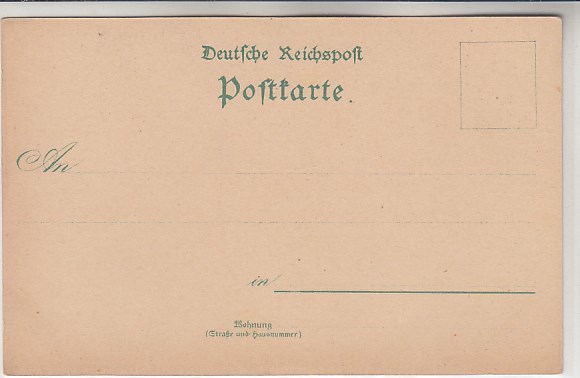 Deutsche Reichspost
Postkarte.
An
in
Wohnung
(Straße und Hausnummer)